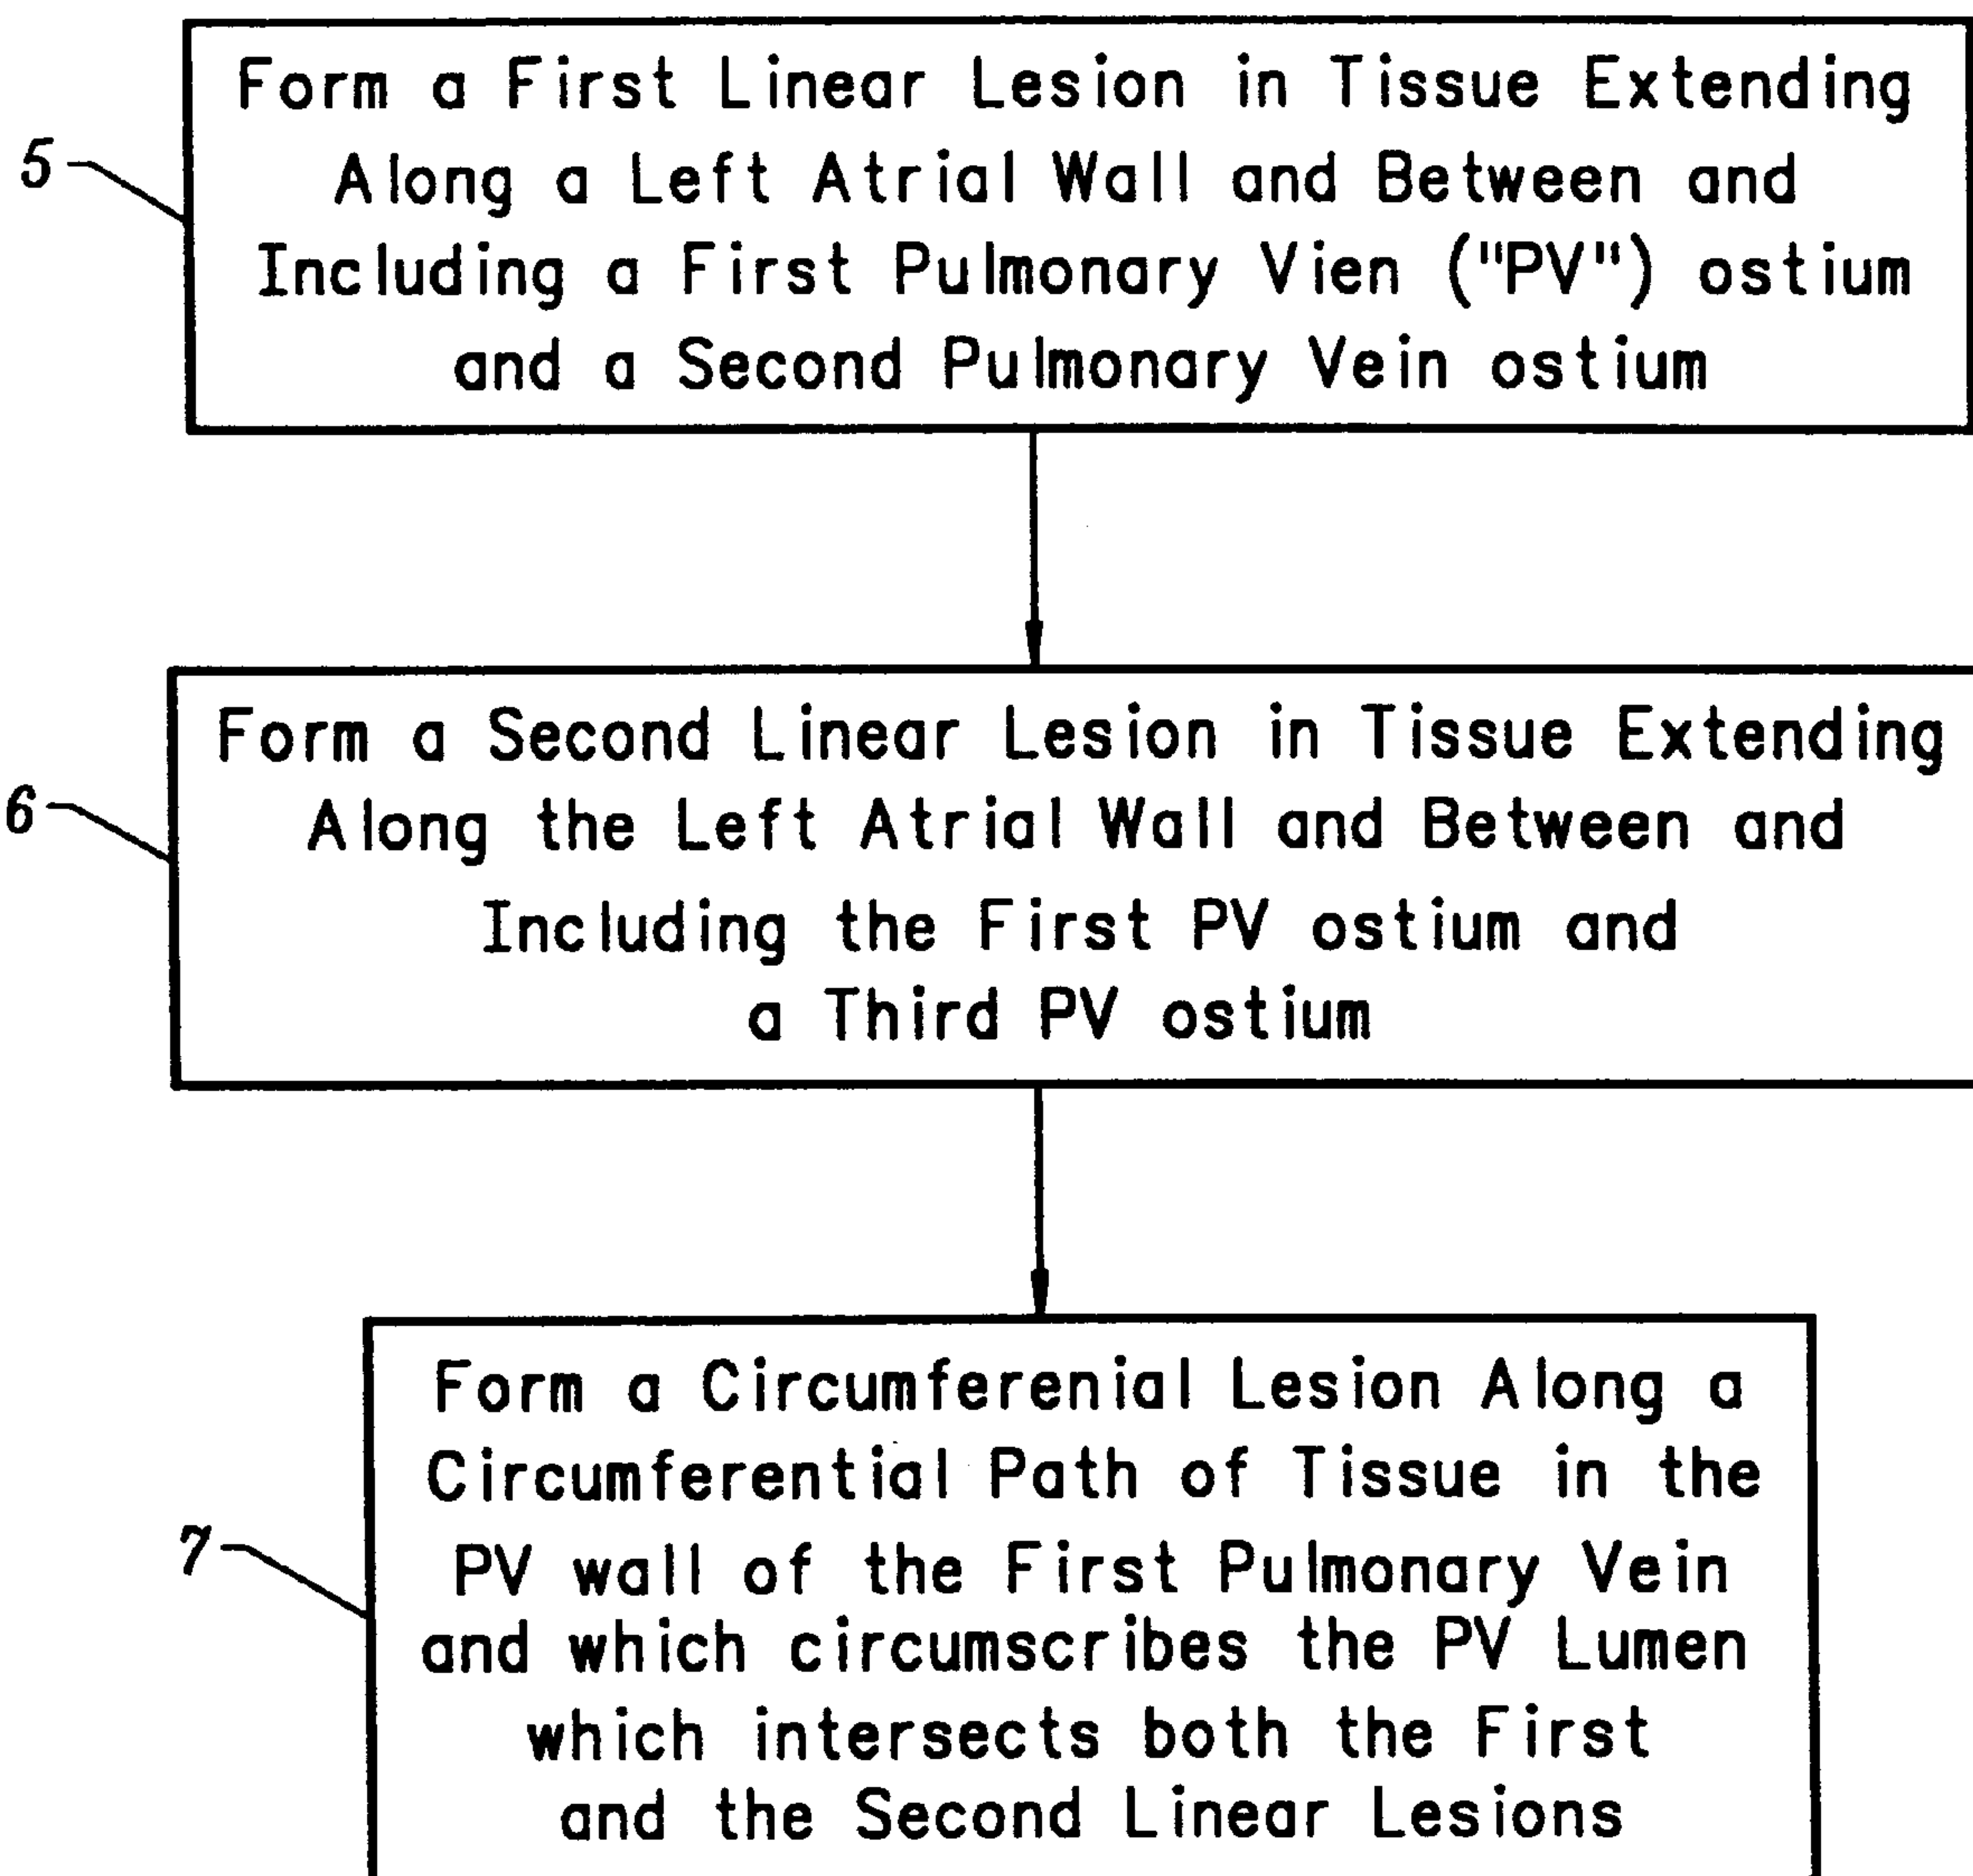 Form a First Linear Lesion in Tissue Extending
5
Along a Left Atrial Wall and Between and
Including a First Pulmonary Vien ("PV") ostium
and a Second Pulmonary Vein ostium
Form a Second Linear Lesion in Tissue Extending
6
Along the Left Atrial Wall and Between and
Including the First PV ostium and
a Third PV ostium
Form a Circumferenial Lesion Along a
Circumferential Path of Tissue in the
7
PV wall of the First Pulmonary Vein
and which circumscribes the PV Lumen
which intersects both the First
and the Second Linear Lesions